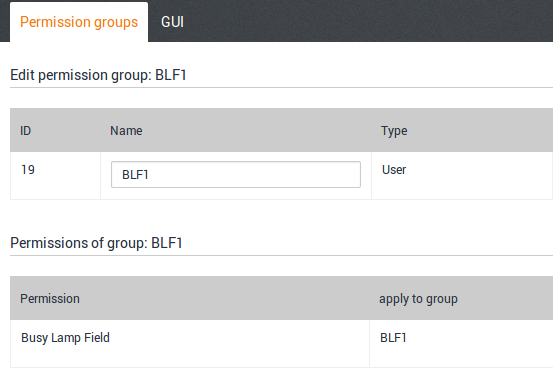 Permission groups GUI
Edit permission group: BLF1
ID Name Type
19 BLF1 User
Permissions of group: BLF1
Permission apply to group
Busy Lamp Field BLF1